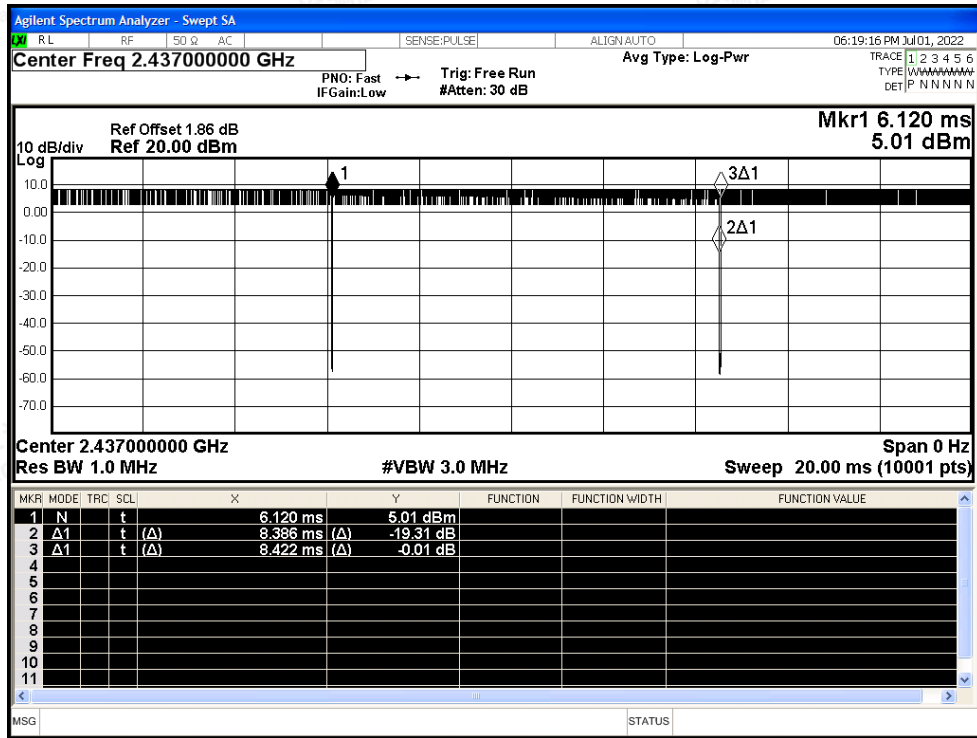 Agilent Spectrum Analyzer - Swept SA
LXI RL RF 50 Ω AC SENSE:PULSE ALIGN AUTO 06:19:16 PM Jul 01, 2022
Center Freq 2.437000000 GHz
PNO: Fast
IFGain:Low
Trig: Free Run
#Atten: 30 dB
Avg Type: Log-Pwr
TRACE 1 2 3 4 5 6
TYPE WWWWWW
DET P N N N N N
Mkr1 6.120 ms
5.01 dBm
Ref Offset 1.86 dB
10 dB/div Ref 20.00 dBm
Log
1
3Δ1
2Δ1
10.0
0.00
-10.0
-20.0
-30.0
-40.0
-50.0
-60.0
-70.0
Center 2.437000000 GHz Span 0 Hz
Res BW 1.0 MHz #VBW 3.0 MHz Sweep 20.00 ms (10001 pts)
MKR MODE TRC SCL X Y FUNCTION FUNCTION WIDTH FUNCTION VALUE
1 N t 6.120 ms 5.01 dBm
2 Δ1 t (Δ) 8.386 ms (Δ) -19.31 dB
3 Δ1 t (Δ) 8.422 ms (Δ) -0.01 dB
4
5
6
7
8
9
10
11
MSG STATUS